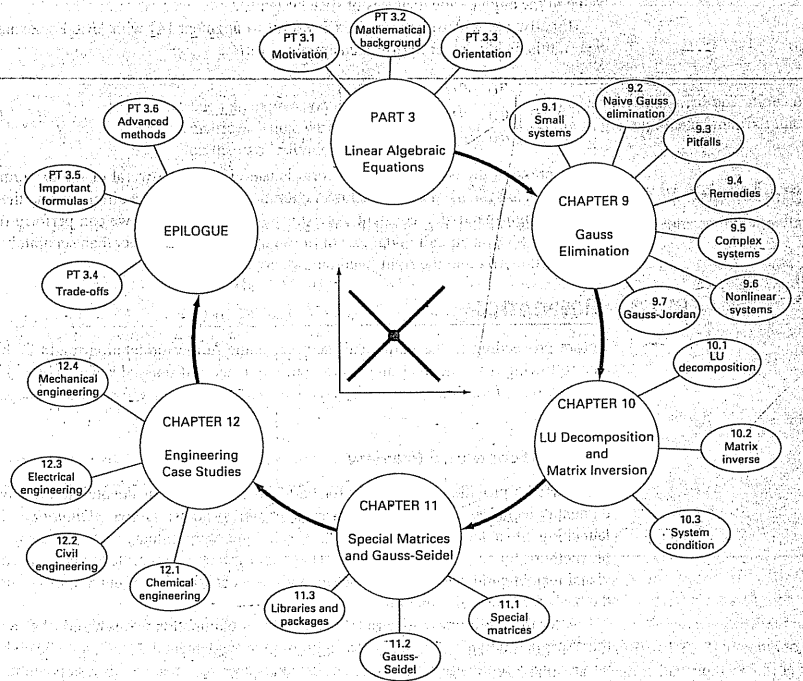 PT 3.1
Motivation
PT 3.2
Mathematical
background
PT 3.3
Orientation
PART 3
Linear Algebraic
Equations
9.1
Small
systems
9.2
Naive Gauss
elimination
9.3
Pitfalls
9.4
Remedies
9.5
Complex
systems
9.6
Nonlinear
systems
9.7
Gauss-Jordan
CHAPTER 9
Gauss
Elimination
10.1
LU
decomposition
10.2
Matrix
inverse
10.3
System
condition
CHAPTER 10
LU Decomposition
and
Matrix Inversion
CHAPTER 11
Special Matrices
and Gauss-Seidel
11.1
Special
matrices
11.2
Gauss-
Seidel
11.3
Libraries and
packages
CHAPTER 12
Engineering
Case Studies
12.1
Chemical
engineering
12.2
Civil
engineering
12.3
Electrical
engineering
12.4
Mechanical
engineering
EPILOGUE
PT 3.4
Trade-offs
PT 3.5
Important
formulas
PT 3.6
Advanced
methods